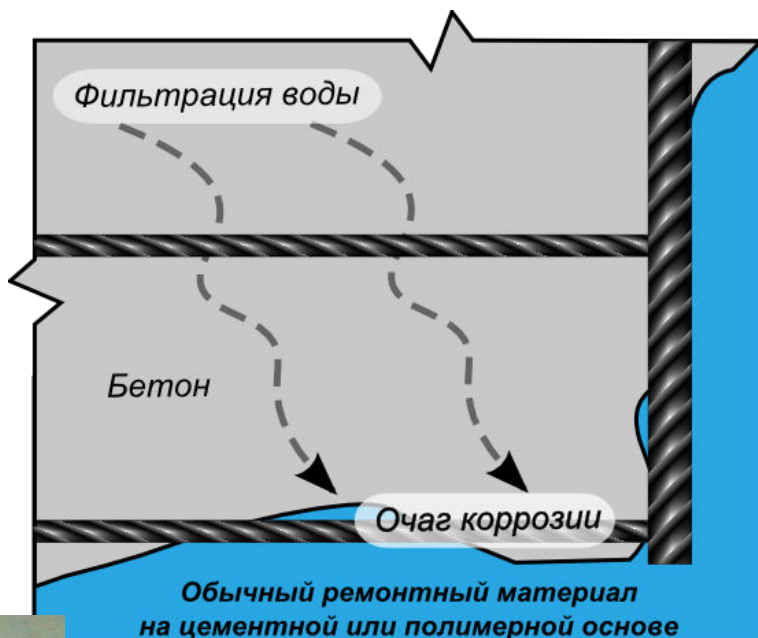 Фильтрация воды
Бетон
Очаг коррозии
Обычный ремонтный материал
на цементной или полимерной основе